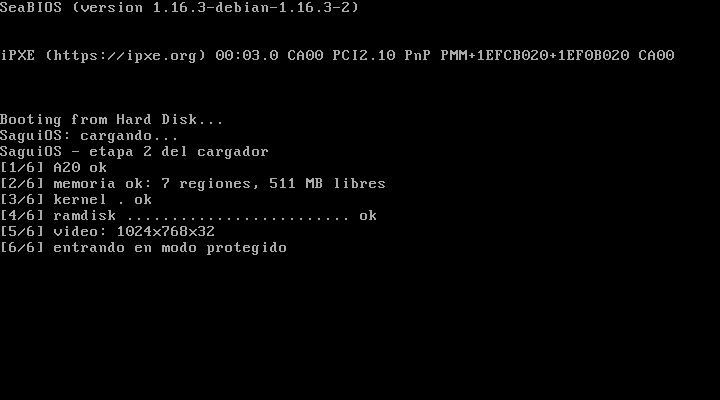 SeaBIOS (version 1.16.3-debian-1.16.3-2)
iPXE (https://ipxe.org) 00:03.0 CA00 PCI2.10 PnP PMM+1EFCB020+1EF0B020 CA00
Booting from Hard Disk...
SaguiOS: cargando...
SaguiOS - etapa 2 del cargador
[1/6] A20 ok
[2/6] memoria ok: 7 regiones, 511 MB libres
[3/6] kernel . ok
[4/6] ramdisk ......................... ok
[5/6] video: 1024x768x32
[6/6] entrando en modo protegido